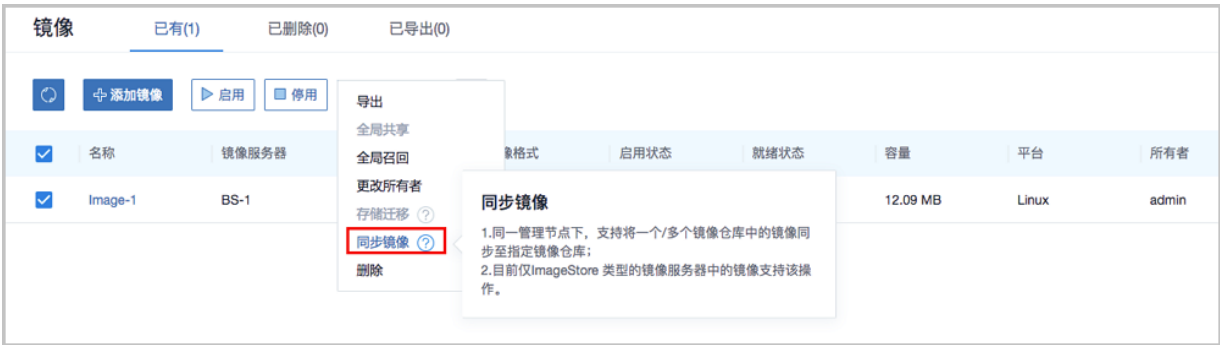 镜像 已有(1) 已删除(0) 已导出(0)
添加镜像 启用 停用
导出
全局共享
全局召回
更改所有者
存储迁移 ?
同步镜像 ?
删除
名称 镜像服务器 像格式 启用状态 就绪状态 容量 平台 所有者
Image-1 BS-1 12.09 MB Linux admin
同步镜像
1.同一管理节点下，支持将一个/多个镜像仓库中的镜像同
步至指定镜像仓库；
2.目前仅ImageStore 类型的镜像服务器中的镜像支持该操
作。